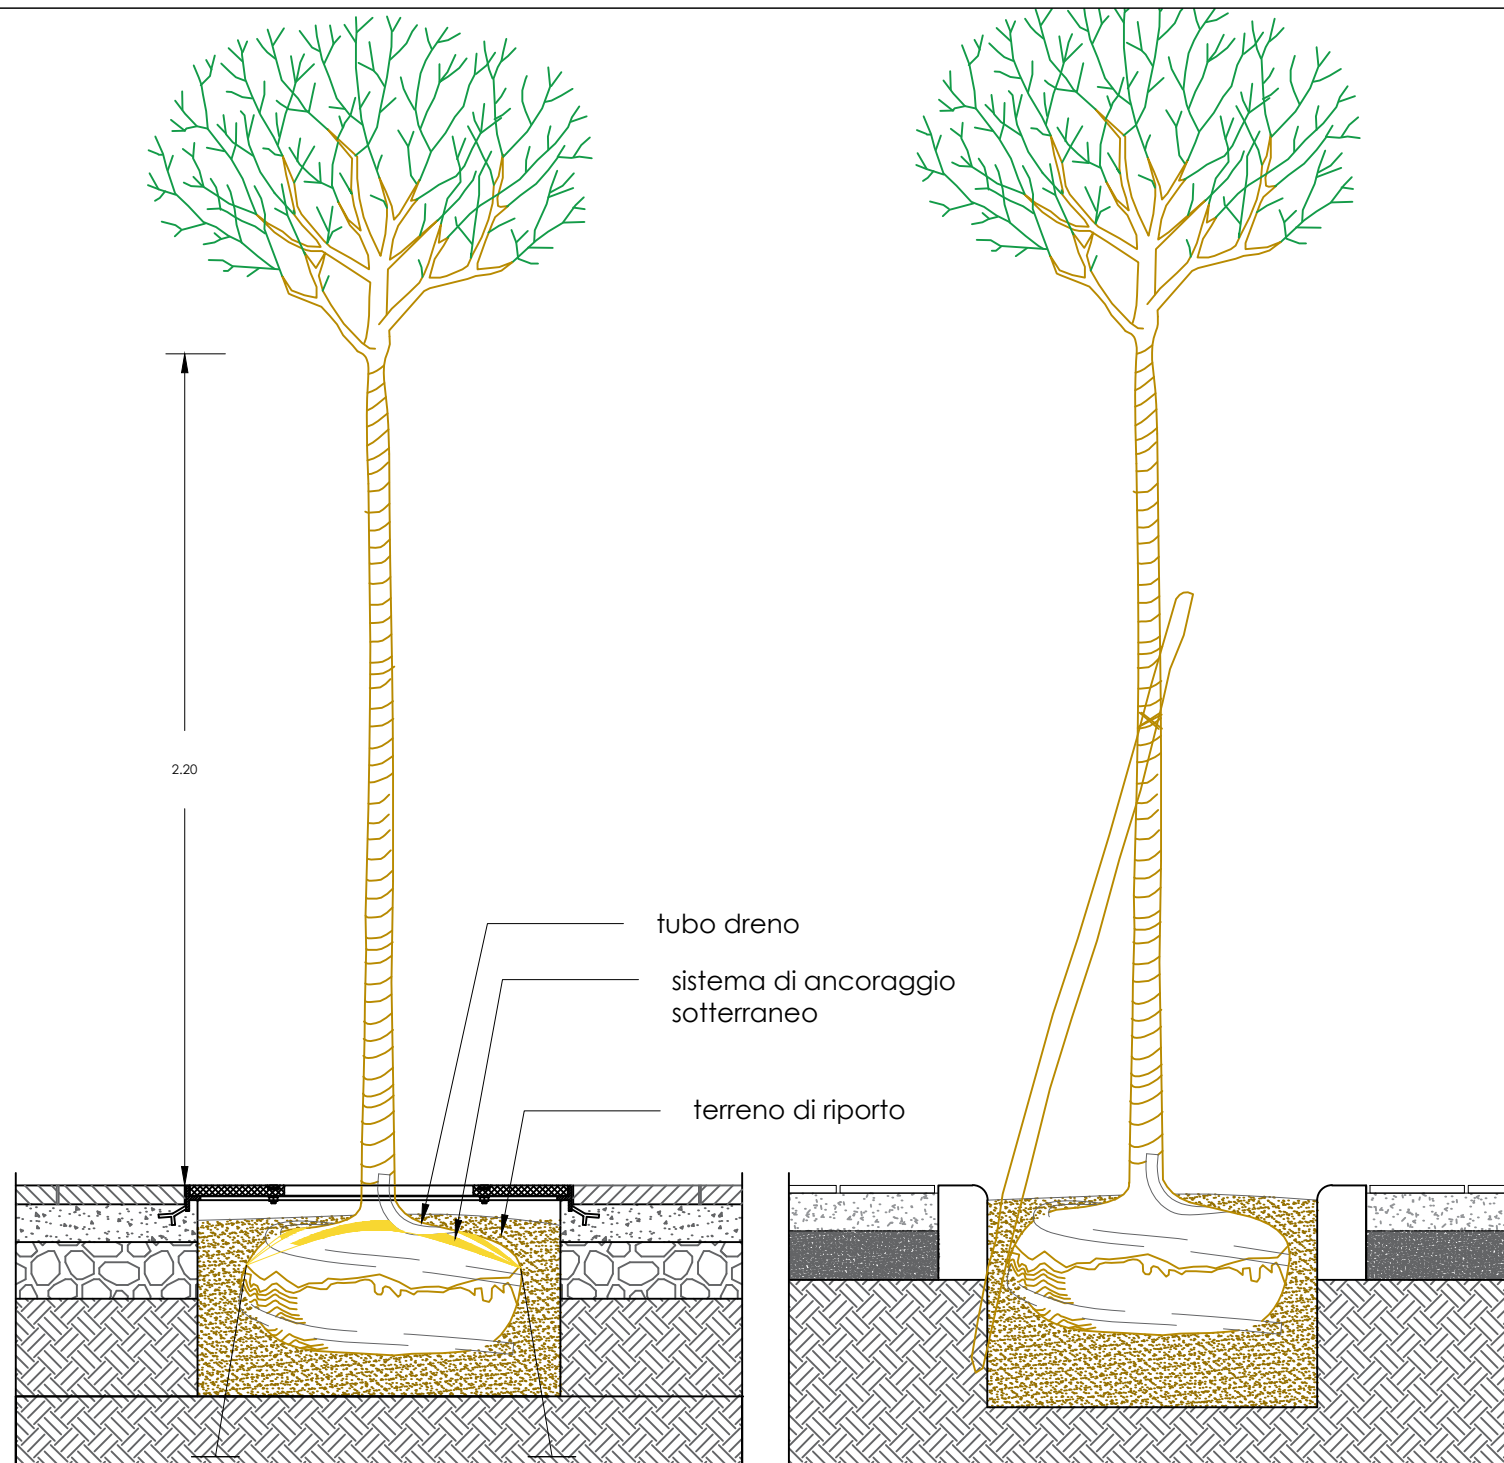 2.20
tubo dreno
sistema di ancoraggio
sotterraneo
terreno di riporto